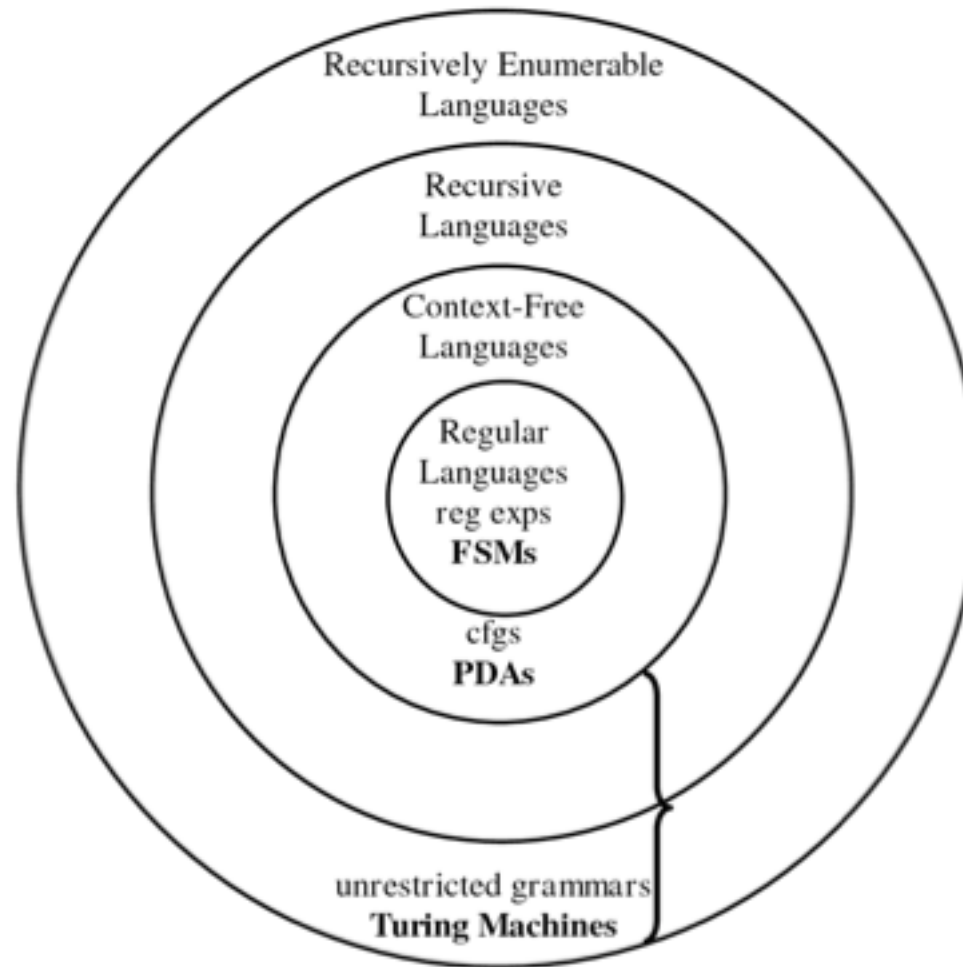 Recursively Enumerable
Languages
Recursive
Languages
Context-Free
Languages
Regular
Languages
reg exps
FSMs
cfgs
PDAs
unrestricted grammars
Turing Machines